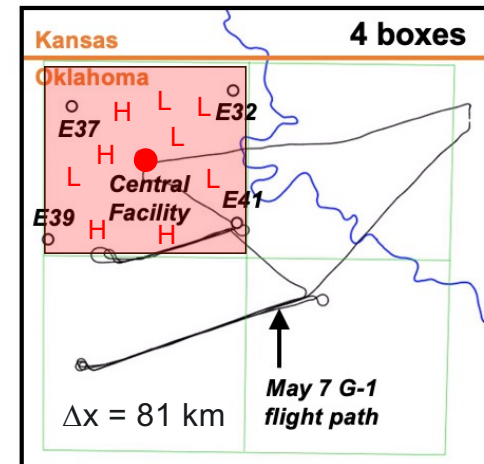 Kansas
4 boxes
Oklahoma
E37
H
L
L
E32
L
H
L
Central
Facility
L
E39
H
H
E41
May 7 G-1
flight path
Δx = 81 km